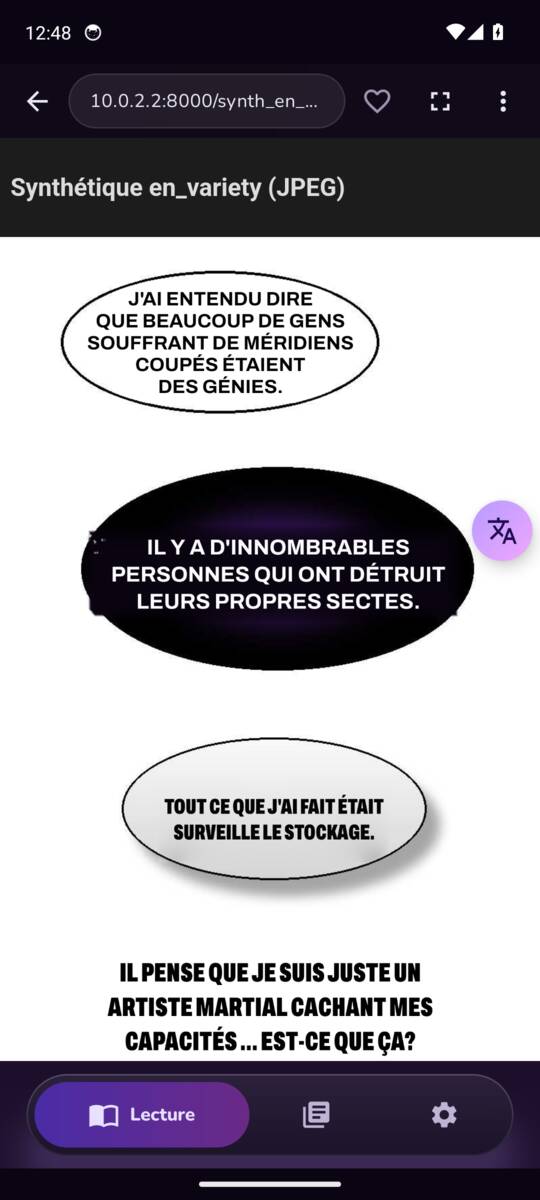 12:48
10.0.2.2:8000/synth_en_...
Synthétique en_variety (JPEG)
J'AI ENTENDU DIRE
QUE BEAUCOUP DE GENS
SOUFFRANT DE MÉRIDIENS
COUPÉS ÉTAIENT
DES GÉNIES.
IL Y A D'INNOMBRABLES
PERSONNES QUI ONT DÉTRUIT
LEURS PROPRES SECTES.
TOUT CE QUE J'AI FAIT ÉTAIT
SURVEILLE LE STOCKAGE.
IL PENSE QUE JE SUIS JUSTE UN
ARTISTE MARTIAL CACHANT MES
CAPACITÉS ... EST-CE QUE ÇA?
Lecture